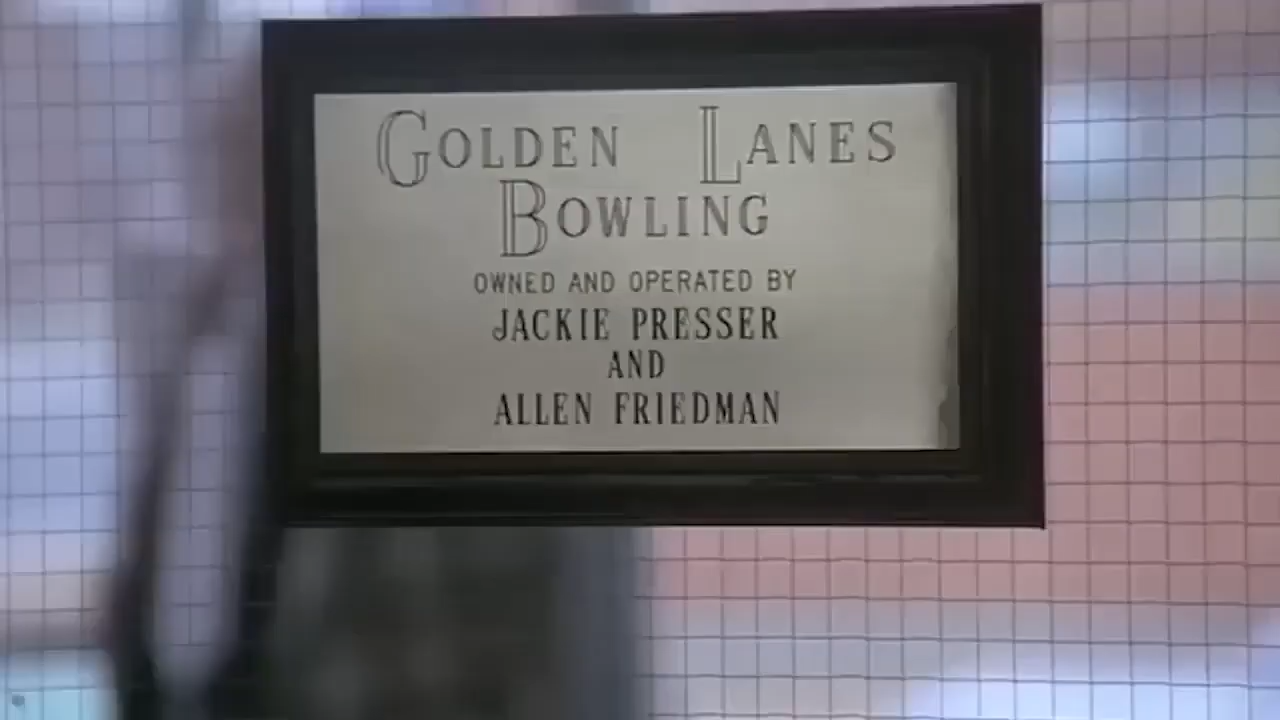 GOLDEN LANES
BOWLING
OWNED AND OPERATED BY
JACKIE PRESSER
AND
ALLEN FRIEDMAN